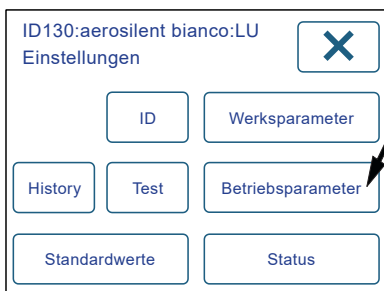 ID130:aerosilent bianco:LU
Einstellungen
ID
Werksparameter
History
Test
Betriebsparameter
Standardwerte
Status